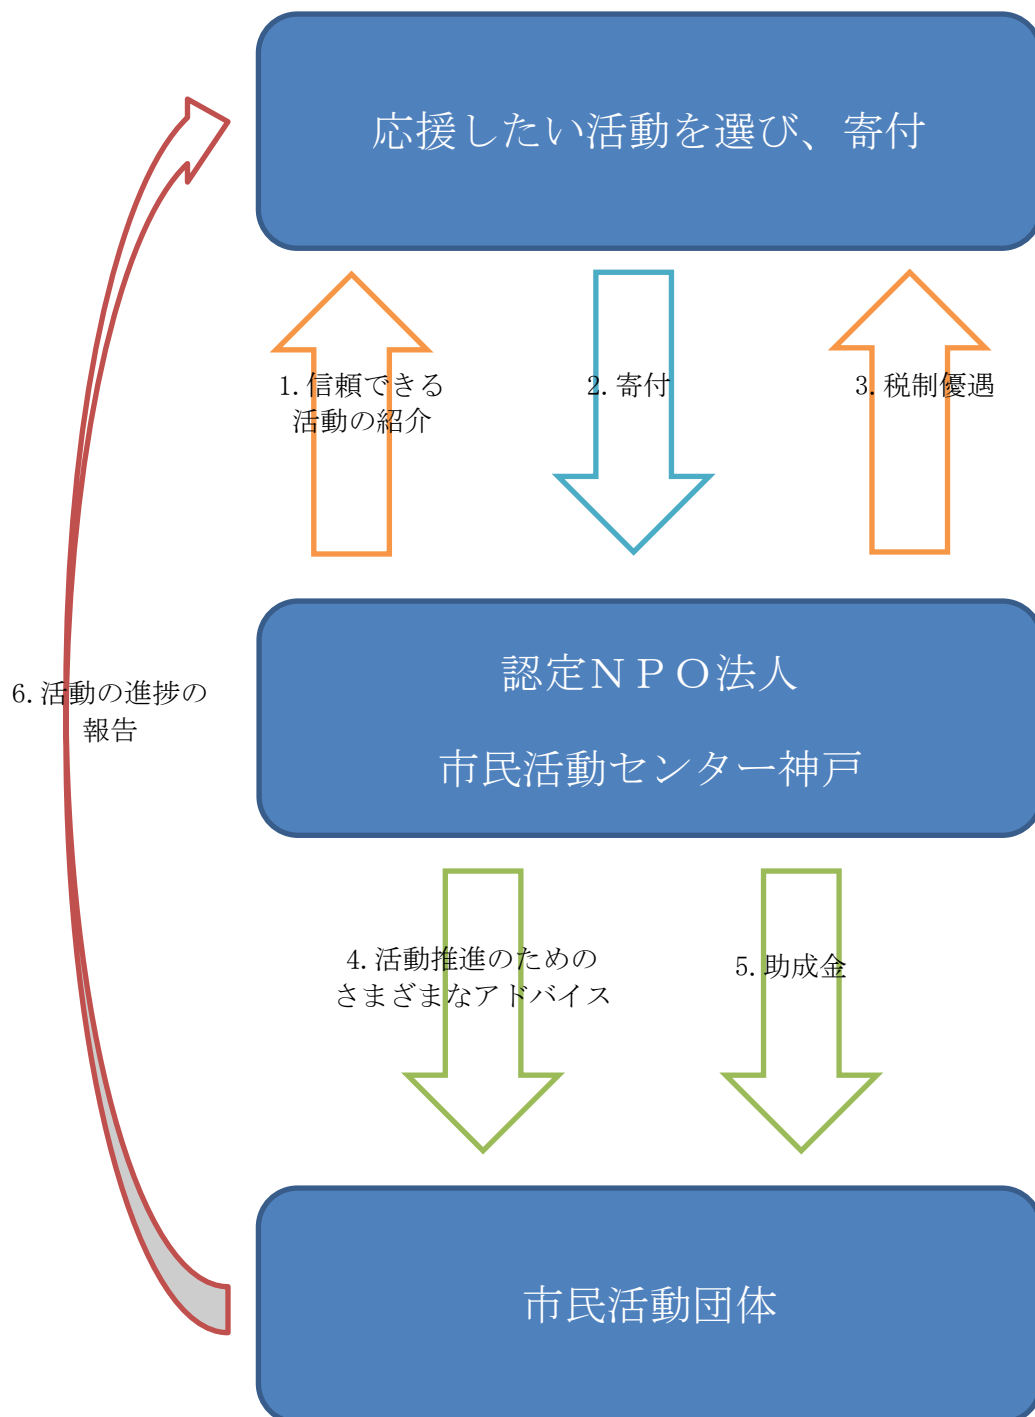 応援したい活動を選び、寄付
1.信頼できる
活動の紹介
2.寄付
3.税制優遇
認定ＮＰＯ法人
市民活動センター神戸
6.活動の進捗の
報告
4.活動推進のための
さまざまなアドバイス
5.助成金
市民活動団体